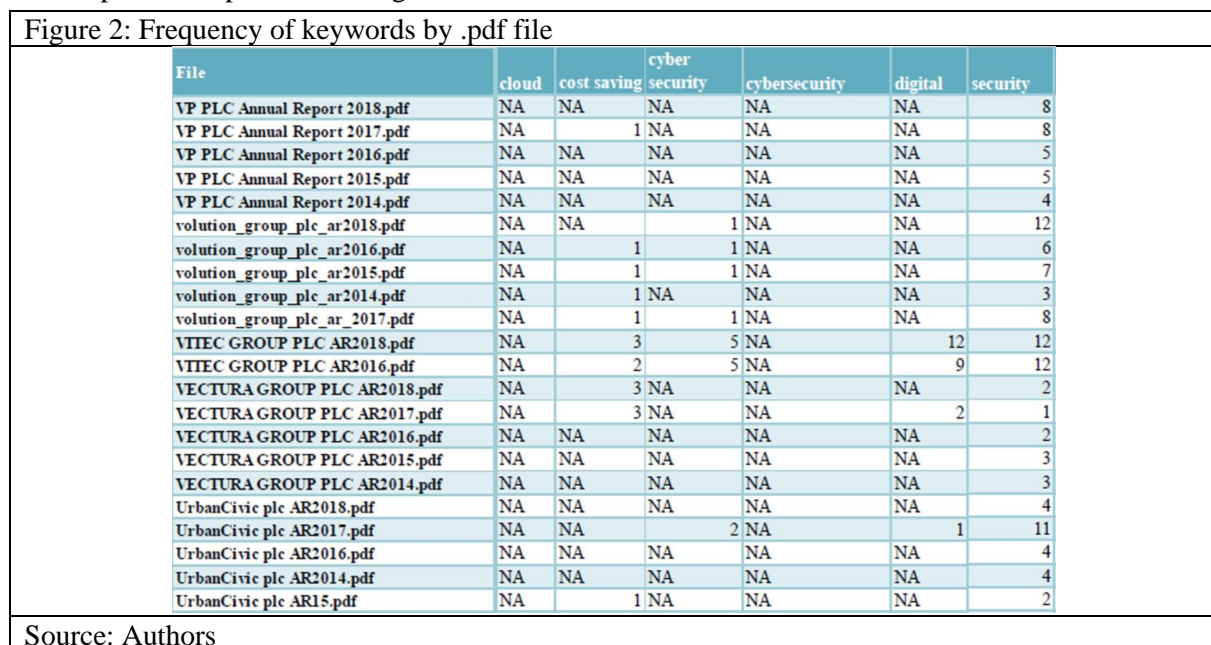 Figure 2: Frequency of keywords by .pdf file
File cloud cost saving cyber security cybersecurity digital security
VP PLC Annual Report 2018.pdf NA NA NA NA NA 8
VP PLC Annual Report 2017.pdf NA 1 NA NA NA 8
VP PLC Annual Report 2016.pdf NA NA NA NA NA 5
VP PLC Annual Report 2015.pdf NA NA NA NA NA 5
VP PLC Annual Report 2014.pdf NA NA NA NA NA 4
volution_group_plc_ar2018.pdf NA NA 1 NA NA 12
volution_group_plc_ar2016.pdf NA 1 1 NA NA 6
volution_group_plc_ar2015.pdf NA 1 1 NA NA 7
volution_group_plc_ar2014.pdf NA 1 NA NA NA 3
volution_group_plc_ar_2017.pdf NA 1 1 NA NA 8
VITEC GROUP PLC AR2018.pdf NA 3 5 NA 12 12
VITEC GROUP PLC AR2016.pdf NA 2 5 NA 9 12
VECTURA GROUP PLC AR2018.pdf NA 3 NA NA NA 2
VECTURA GROUP PLC AR2017.pdf NA 3 NA NA 2 1
VECTURA GROUP PLC AR2016.pdf NA NA NA NA NA 2
VECTURA GROUP PLC AR2015.pdf NA NA NA NA NA 3
VECTURA GROUP PLC AR2014.pdf NA NA NA NA NA 3
UrbanCivic plc AR2018.pdf NA NA NA NA NA 4
UrbanCivic plc AR2017.pdf NA NA 2 NA 1 11
UrbanCivic plc AR2016.pdf NA NA NA NA NA 4
UrbanCivic plc AR2014.pdf NA NA NA NA NA 4
UrbanCivic plc AR15.pdf NA 1 NA NA NA 2
Source: Authors